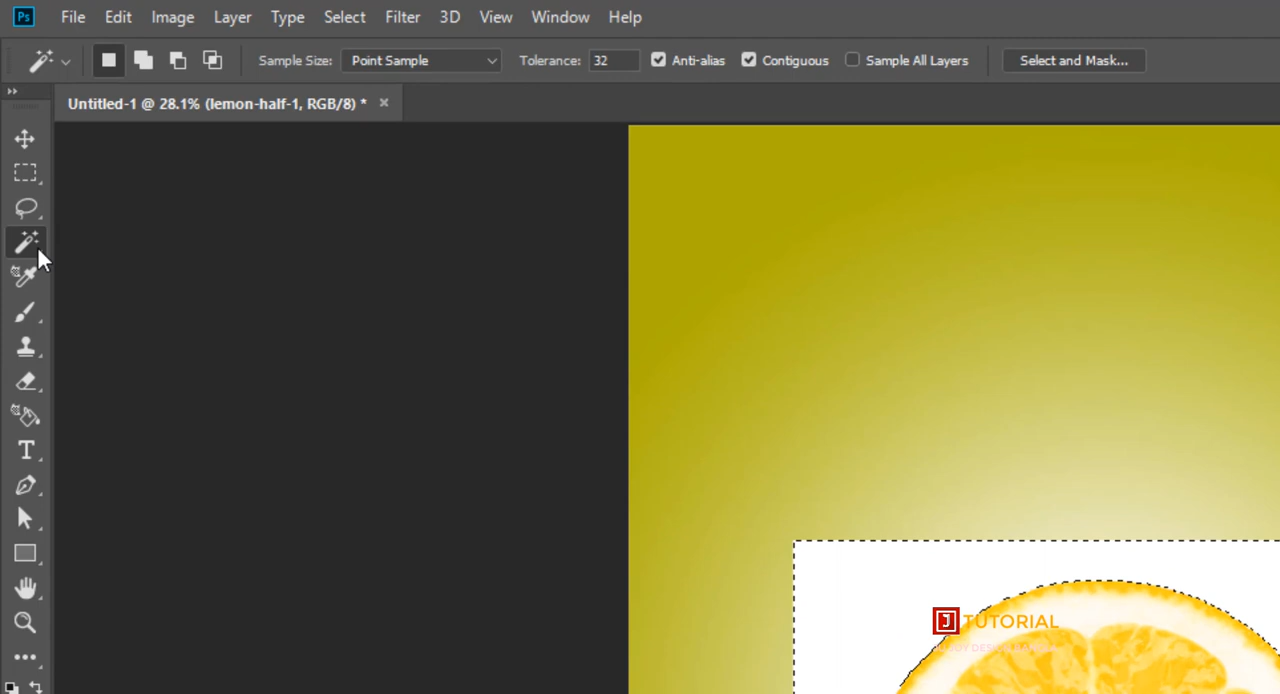 Ps File Edit Image Layer Type Select Filter 3D View Window Help
Sample Size: Point Sample Tolerance: 32 Anti-alias Contiguous Sample All Layers Select and Mask...
Untitled-1 @ 28.1% (lemon-half-1, RGB/8) * ×
T
J TUTORIAL